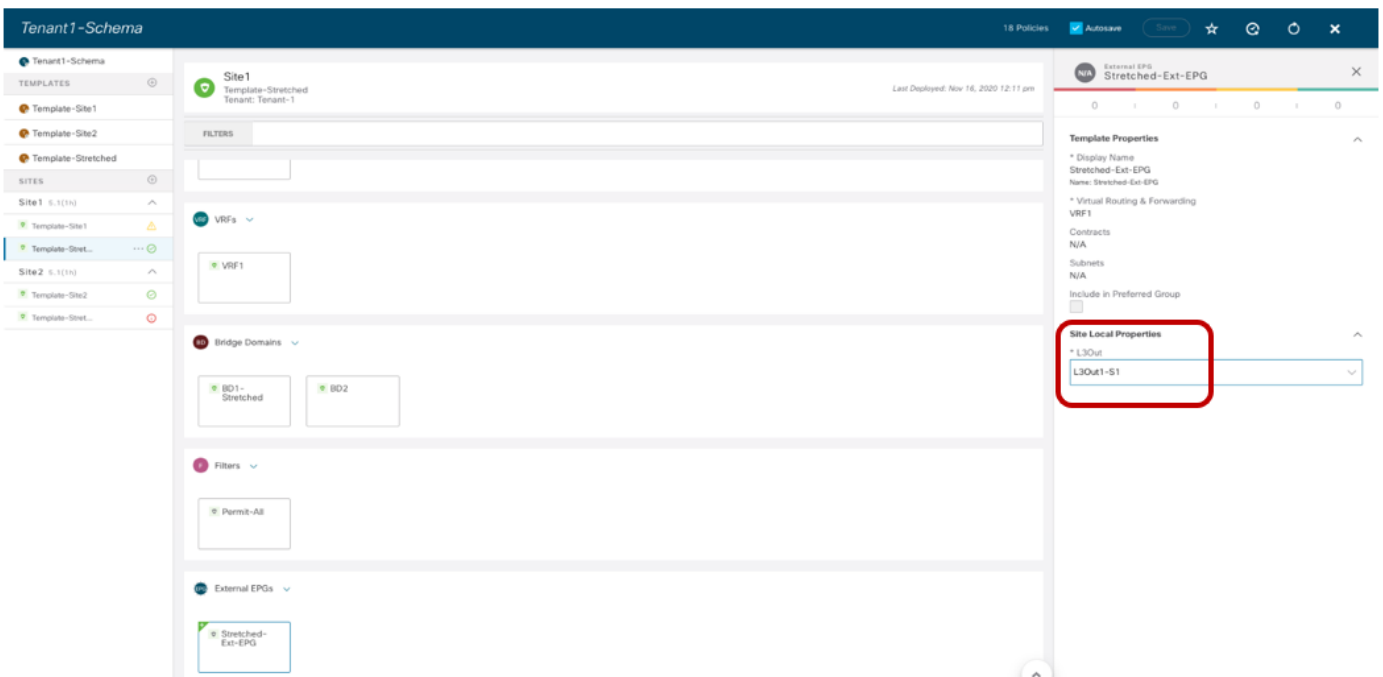 Tenant1-Schema
18 Policies
Autosave
Save
Tenant1-Schema
TEMPLATES
Template-Site1
Template-Site2
Template-Stretched
SITES
Site1 5.1(1h)
Template-Site1
Template-Stret...
Site2 5.1(1h)
Template-Site2
Template-Stret...
Site1
Template-Stretched
Tenant: Tenant-1
Last Deployed: Nov 16, 2020 12:11 pm
FILTERS
VRF VRFs
VRF1
BD Bridge Domains
BD1-
Stretched
BD2
F Filters
Permit-All
EPG External EPGs
Stretched-
Ext-EPG
N/A
External EPG
Stretched-Ext-EPG
0 0 0 0
Template Properties
* Display Name
Stretched-Ext-EPG
Name: Stretched-Ext-EPG
* Virtual Routing & Forwarding
VRF1
Contracts
N/A
Subnets
N/A
Include in Preferred Group
Site Local Properties
* L3Out
L3Out1-S1